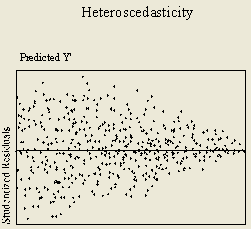 Heteroscedasticity
Predicted Y'
Studentized Residuals